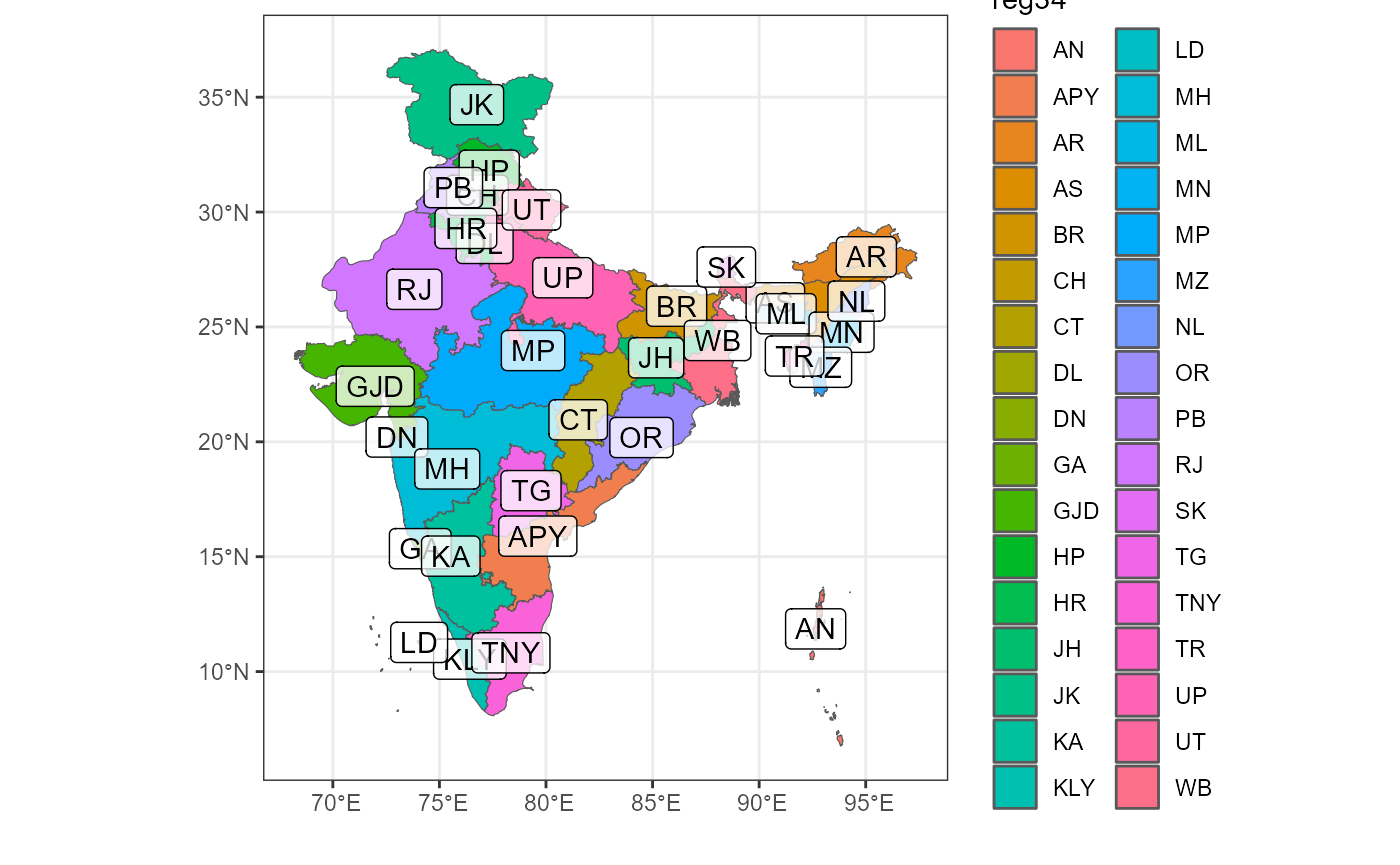 reg34
35°N
30°N
25°N
20°N
15°N
10°N
70°E
75°E
80°E
85°E
90°E
95°E
JK
HP
PB
CH
UT
HR
DL
RJ
UP
SK
AR
BR
AS
NL
ML
MN
WB
TR
MZ
MP
JH
GJD
CT
DN
OR
MH
TG
APY
GA
KA
LD
KLY
TNY
AN
AN
APY
AR
AS
BR
CH
CT
DL
DN
GA
GJD
HP
HR
JH
JK
KA
KLY
LD
MH
ML
MN
MP
MZ
NL
OR
PB
RJ
SK
TG
TNY
TR
UP
UT
WB